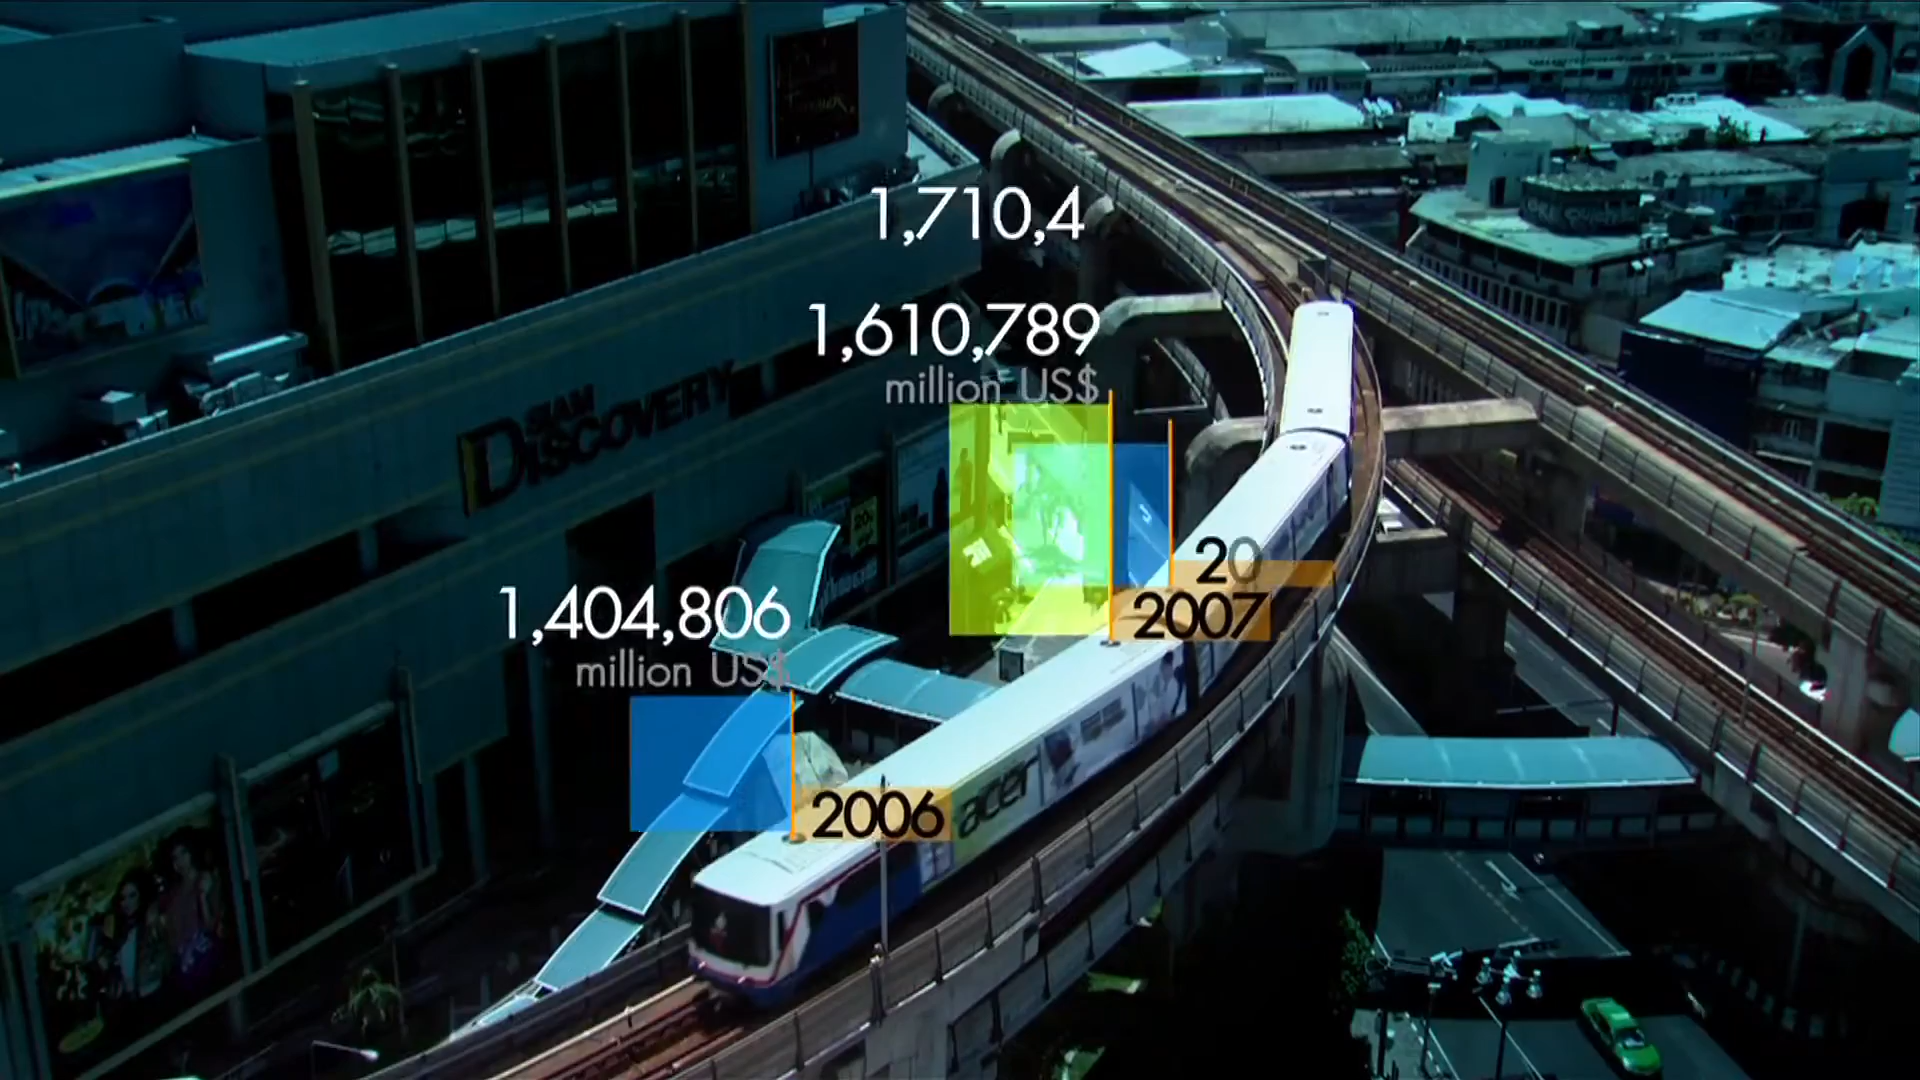 1,710,4
1,610,789
million US$
SIAM
DISCOVERY
20
2007
1,404,806
million US$
2006
acer